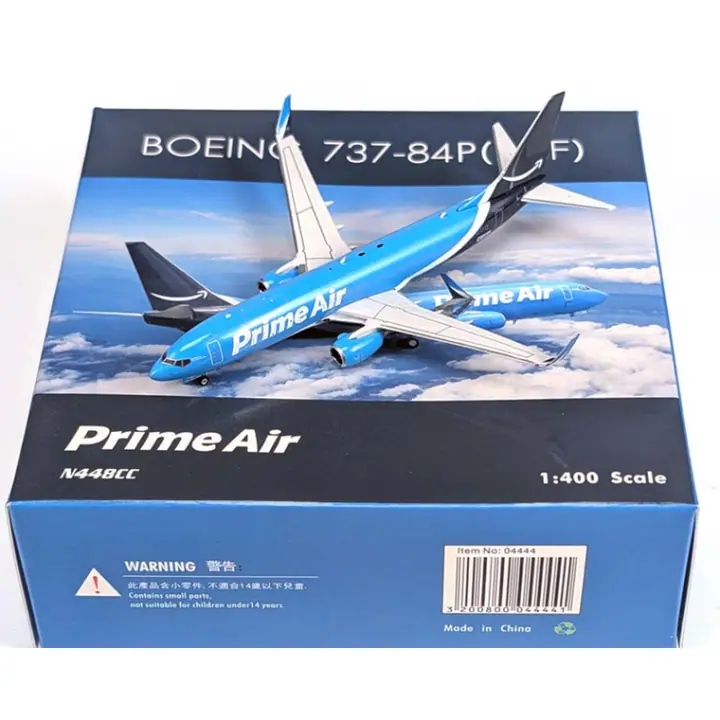 BOEING 737-84P( F)
Prime Air
Prime Air
Prime Air
N448CC
1:400 Scale
WARNING 警告:
此產品含小零件, 不適合14歲以下兒童.
Contains small parts,
not suitable for children under14 years.
Item No: 04444
3 200800 044441
Made in China